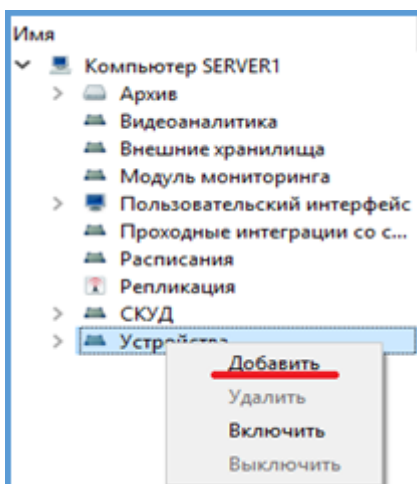 Имя
Компьютер SERVER1
Архив
Видеоаналитика
Внешние хранилища
Модуль мониторинга
Пользовательский интерфейс
Проходные интеграции со с...
Расписания
Репликация
СКУД
Устройства
Добавить
Удалить
Включить
Выключить